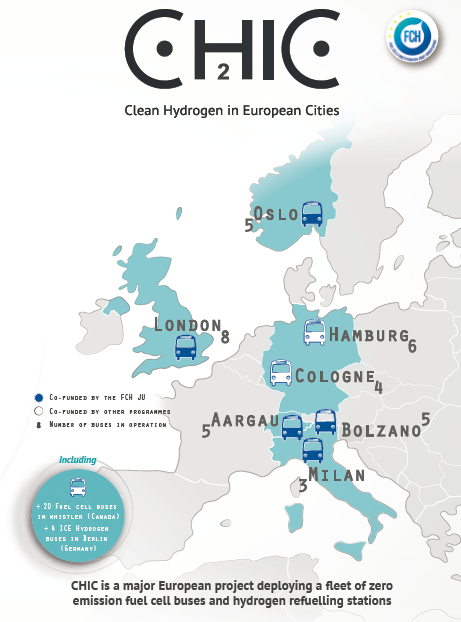 CH2IC
FCH
Clean Hydrogen in European Cities
5 OSLO
LONDON 8
HAMBURG 6
COLOGNE 4
5 AARGAU
BOLZANO 5
3 MILAN
CO-FUNDED BY THE FCH JU
CO-FUNDED BY OTHER PROGRAMMES
8 NUMBER OF BUSES IN OPERATION
Including
+ 20 FUEL CELL BUSES
IN WHISTLER (CANADA)
+ 4 ICE HYDROGEN
BUSES IN BERLIN
(GERMANY)
CHIC is a major European project deploying a fleet of zero
emission fuel cell buses and hydrogen refuelling stations